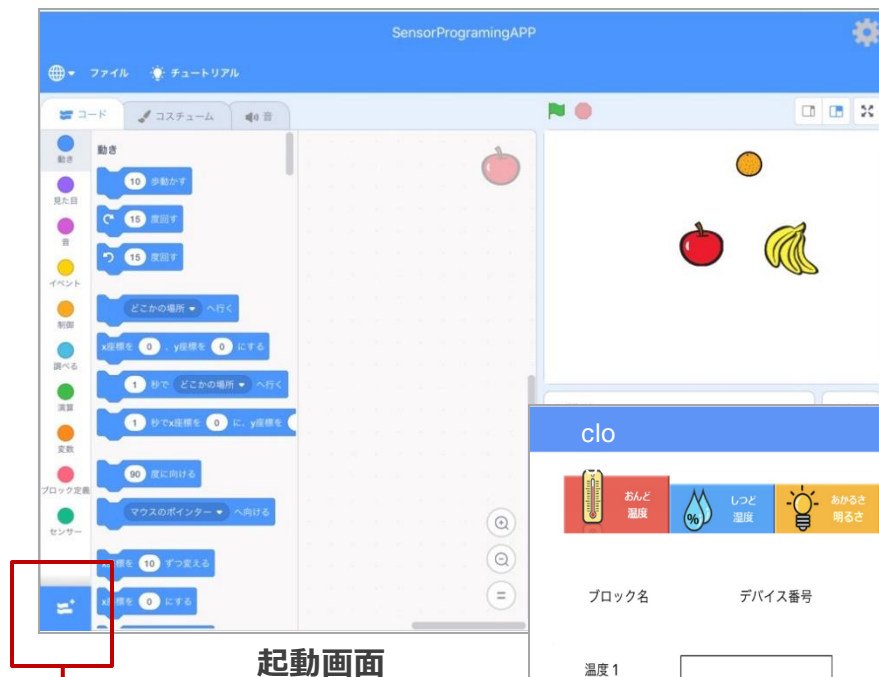 SensorProgramingAPP
ファイル チュートリアル
コード コスチューム 音
動き
見た目
音
イベント
制御
調べる
演算
変数
ブロック定義
センサー
動き
10 歩動かす
15 度回す
15 度回す
どこかの場所 へ行く
x座標を 0 、y座標を 0 にする
1 秒で どこかの場所 へ行く
1 秒でx座標を 0 に、y座標を
90 度に向ける
マウスのポインター へ向ける
x座標を 10 ずつ変える
x座標を 0 にする
起動画面
clo
おんど
温度
%
しつど
湿度
あかるさ
明るさ
ブロック名 デバイス番号
温度1